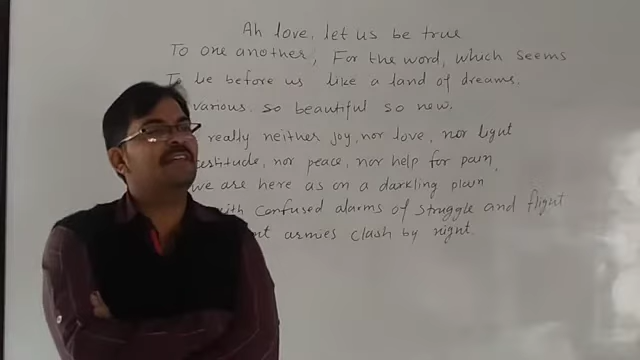 Ah love, let us be true
To one another, For the word, which seems
To lie before us like a land of dreams.
various so beautiful so new.
really neither joy, nor love, nor light
certitude, nor peace, nor help for pain,
we are here as on a darkling plain
with confused alarms of struggle and flight
armies clash by night.